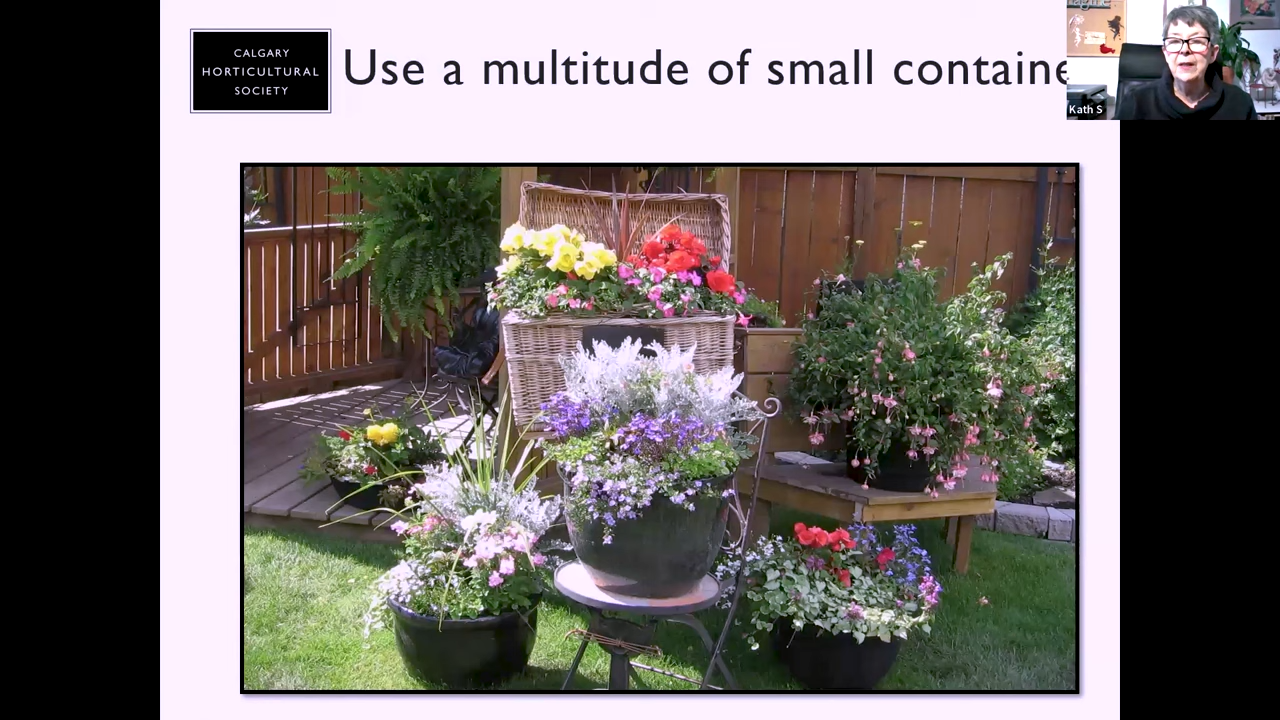 CALGARY
HORTICULTURAL
SOCIETY
Use a multitude of small containe
Kath S